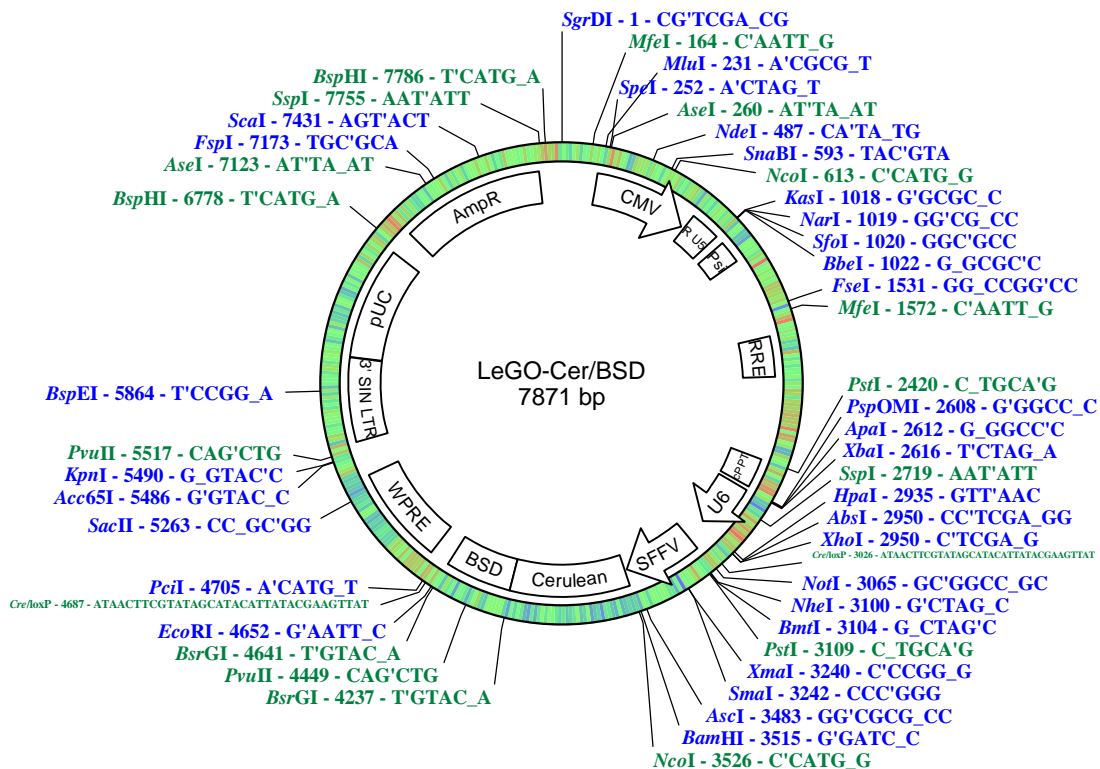 SgrDI - 1 - CG'TCGA_CG
MfeI - 164 - C'AATT_G
MluI - 231 - A'CGCG_T
SpeI - 252 - A'CTAG_T
AseI - 260 - AT'TA_AT
NdeI - 487 - CA'TA_TG
SnaBI - 593 - TAC'GTA
NcoI - 613 - C'CATG_G
KasI - 1018 - G'GCGC_C
NarI - 1019 - GG'CG_CC
SfoI - 1020 - GGC'GCC
BbeI - 1022 - G_GCGC'C
FseI - 1531 - GG_CCGG'CC
MfeI - 1572 - C'AATT_G
PstI - 2420 - C_TGCA'G
PspOMI - 2608 - G'GGCC_C
ApaI - 2612 - G_GGCC'C
XbaI - 2616 - T'CTAG_A
SspI - 2719 - AAT'ATT
HpaI - 2935 - GTT'AAC
AbsI - 2950 - CC'TCGA_GG
XhoI - 2950 - C'TCGA_G
Cre/loxP - 3026 - ATAACTTCGTATAGCATACATTATACGAAGTTAT
NotI - 3065 - GC'GGCC_GC
NheI - 3100 - G'CTAG_C
BmtI - 3104 - G_CTAG'C
PstI - 3109 - C_TGCA'G
XmaI - 3240 - C'CCGG_G
SmaI - 3242 - CCC'GGG
AscI - 3483 - GG'CGCG_CC
BamHI - 3515 - G'GATC_C
NcoI - 3526 - C'CATG_G
BsrGI - 4237 - T'GTAC_A
PvuII - 4449 - CAG'CTG
BsrGI - 4641 - T'GTAC_A
EcoRI - 4652 - G'AATT_C
Cre/loxP - 4687 - ATAACTTCGTATAGCATACATTATACGAAGTTAT
PciI - 4705 - A'CATG_T
SacII - 5263 - CC_GC'GG
Acc65I - 5486 - G'GTAC_C
KpnI - 5490 - G_GTAC'C
PvuII - 5517 - CAG'CTG
BspEI - 5864 - T'CCGG_A
BspHI - 6778 - T'CATG_A
AseI - 7123 - AT'TA_AT
FspI - 7173 - TGC'GCA
ScaI - 7431 - AGT'ACT
SspI - 7755 - AAT'ATT
BspHI - 7786 - T'CATG_A
CMV
R U5
Psi
RRE
cPPT
U6
SFFV
Cerulean
BSD
WPRE
3' SIN LTR
pUC
AmpR
LeGO-Cer/BSD
7871 bp